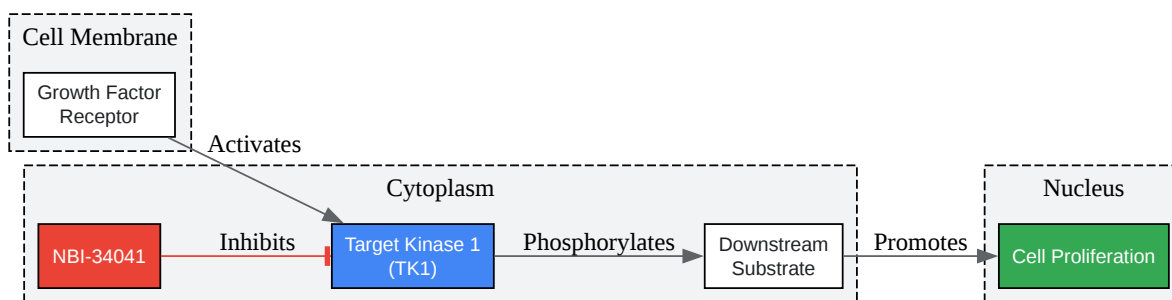 Cell Membrane
Growth Factor
Receptor
Activates
Cytoplasm
Nucleus
NBI-34041
Inhibits
Target Kinase 1
(TK1)
Phosphorylates
Downstream
Substrate
Promotes
Cell Proliferation